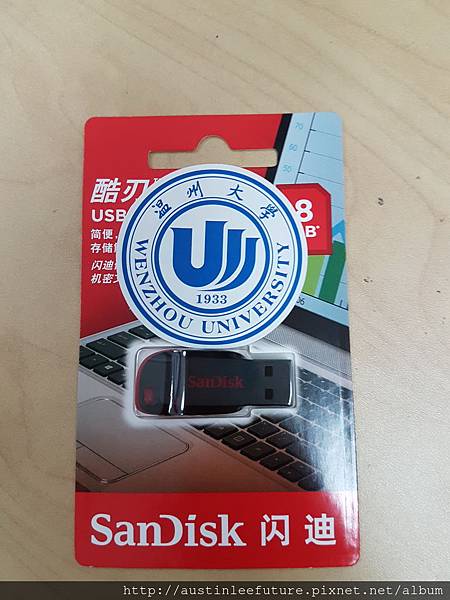 酷刃
USB
8
B
简便,
存储
闪迪
机密文
温州大学
WENZHOU UNIVERSITY
1933
SanDisk
SanDisk 闪迪
http://austinleefuture.pixnet.net/album